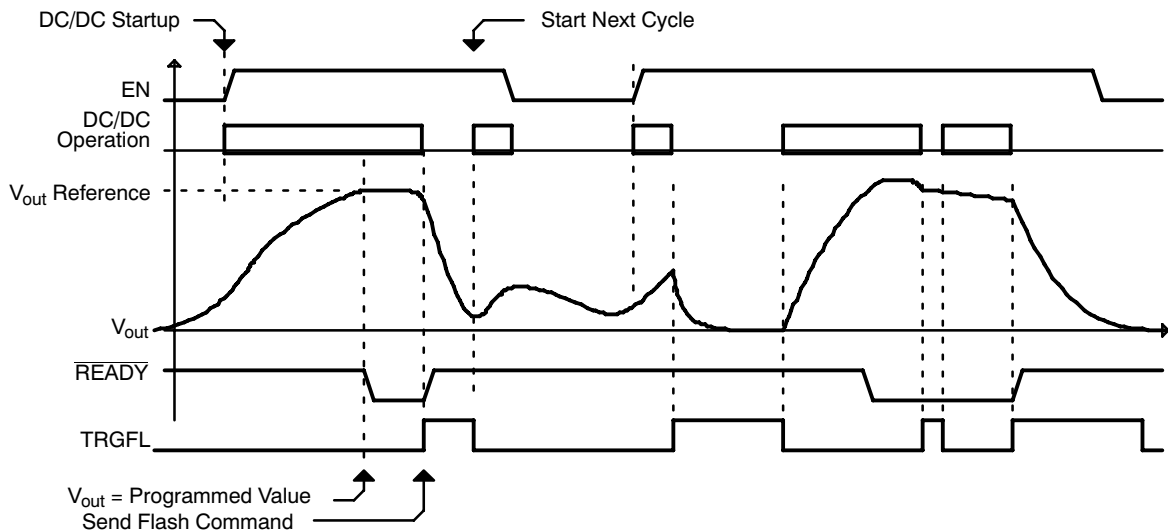 DC/DC Startup
Start Next Cycle
EN
DC/DC
Operation
Vout Reference
Vout
READY
TRGFL
Vout = Programmed Value
Send Flash Command